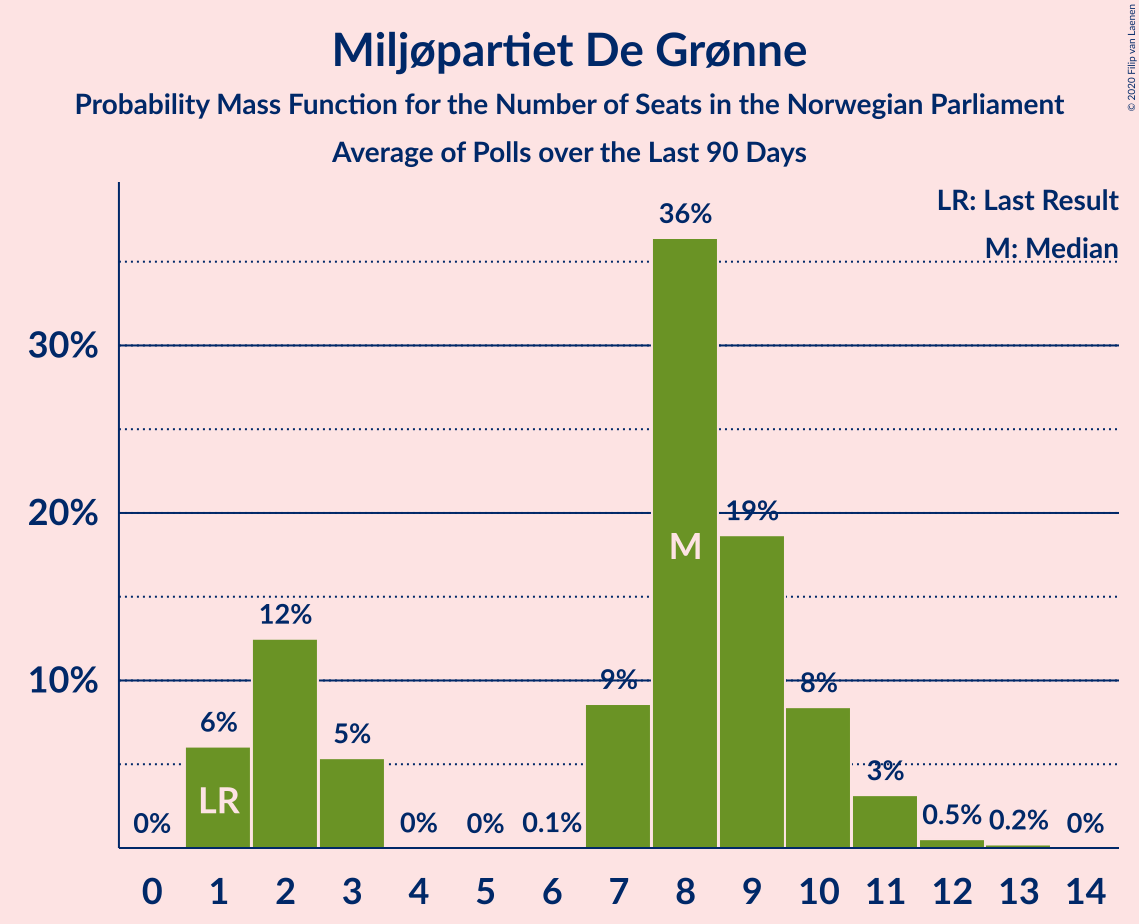 Miljøpartiet De Grønne
Probability Mass Function for the Number of Seats in the Norwegian Parliament
Average of Polls over the Last 90 Days
© 2020 Filip van Laenen
LR: Last Result
M: Median
30%
20%
10%
0%
6%
12%
5%
0%
0%
0.1%
9%
36%
19%
8%
3%
0.5%
0.2%
0%
LR
M
0 1 2 3 4 5 6 7 8 9 10 11 12 13 14